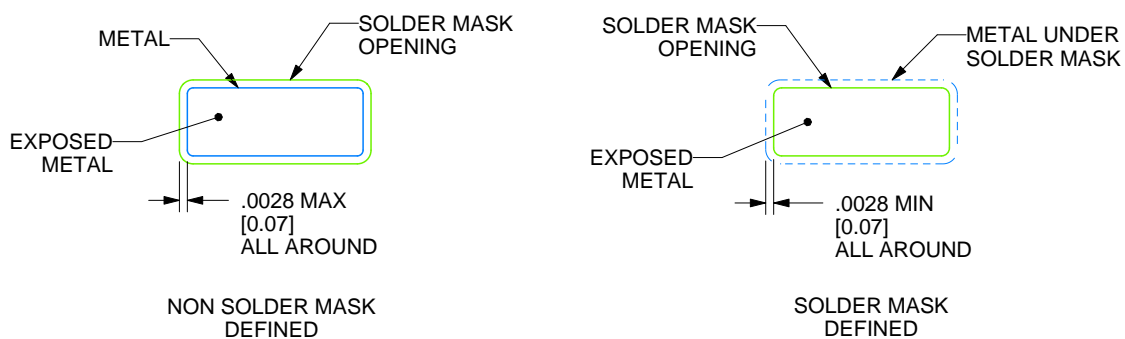 METAL
SOLDER MASK
OPENING
EXPOSED
METAL
.0028 MAX
[0.07]
ALL AROUND
NON SOLDER MASK
DEFINED
SOLDER MASK
OPENING
METAL UNDER
SOLDER MASK
EXPOSED
METAL
.0028 MIN
[0.07]
ALL AROUND
SOLDER MASK
DEFINED